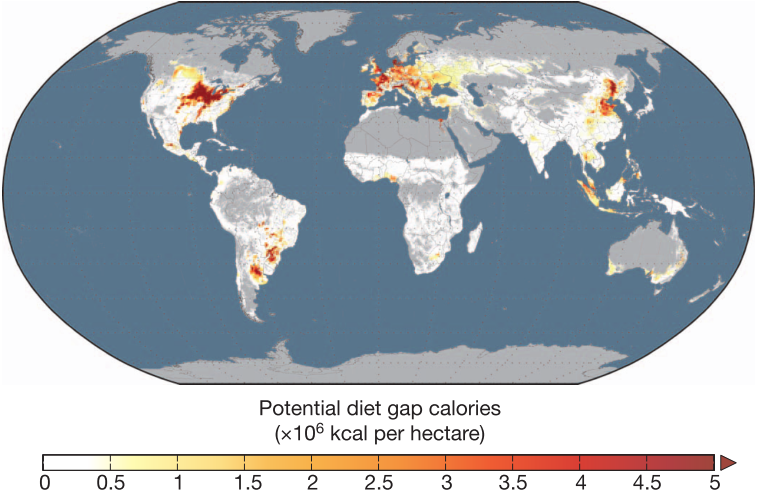 Potential diet gap calories
(×10⁶ kcal per hectare)
0 0.5 1 1.5 2 2.5 3 3.5 4 4.5 5